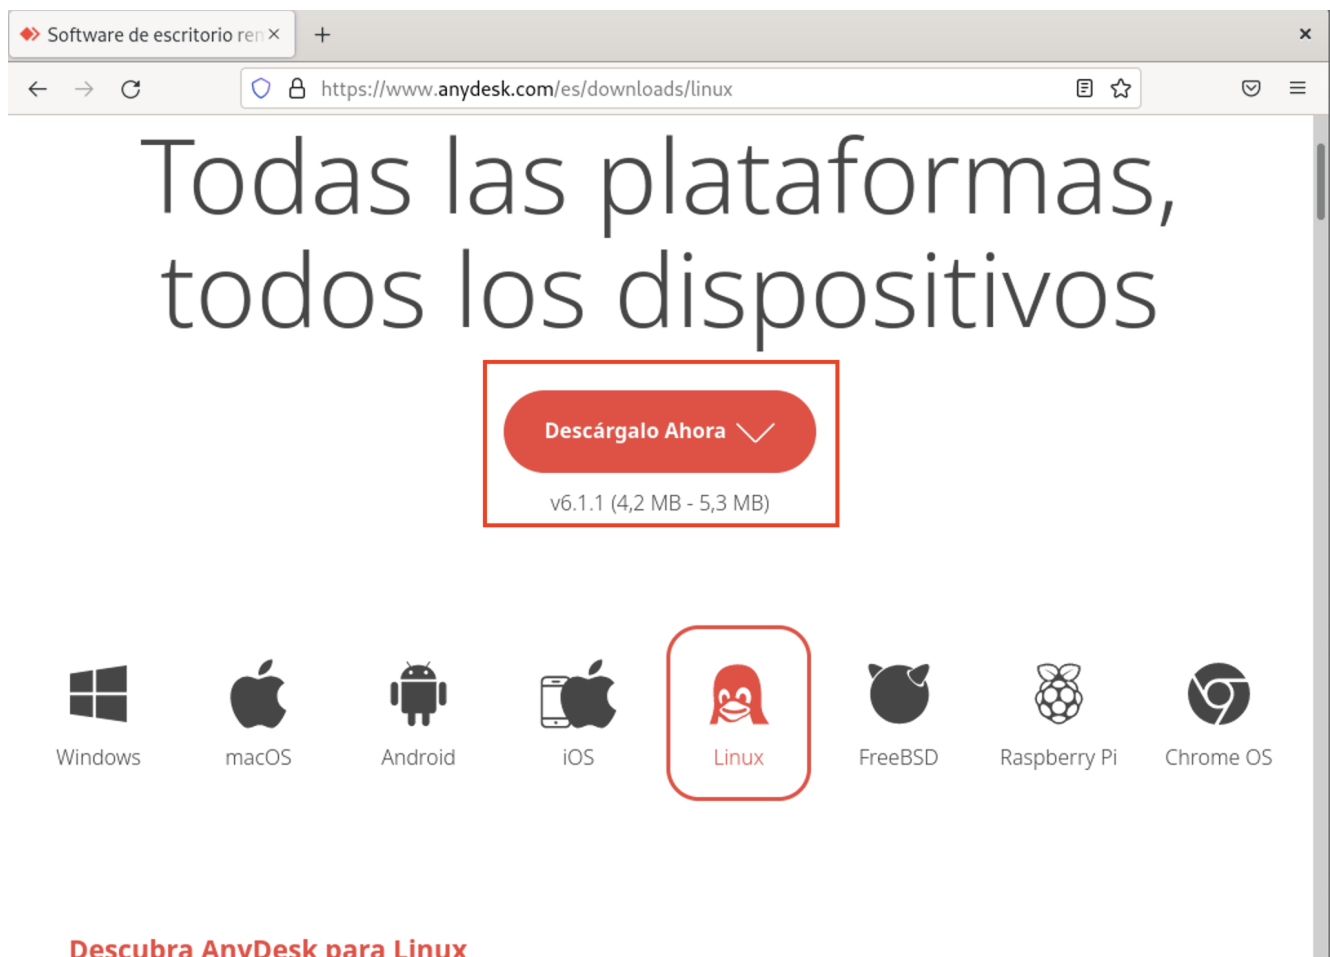 Software de escritorio ren
https://www.anydesk.com/es/downloads/linux
Todas las plataformas,
todos los dispositivos
Descárgalo Ahora
v6.1.1 (4,2 MB - 5,3 MB)
Windows
macOS
Android
iOS
Linux
FreeBSD
Raspberry Pi
Chrome OS
Descubra AnyDesk para Linux